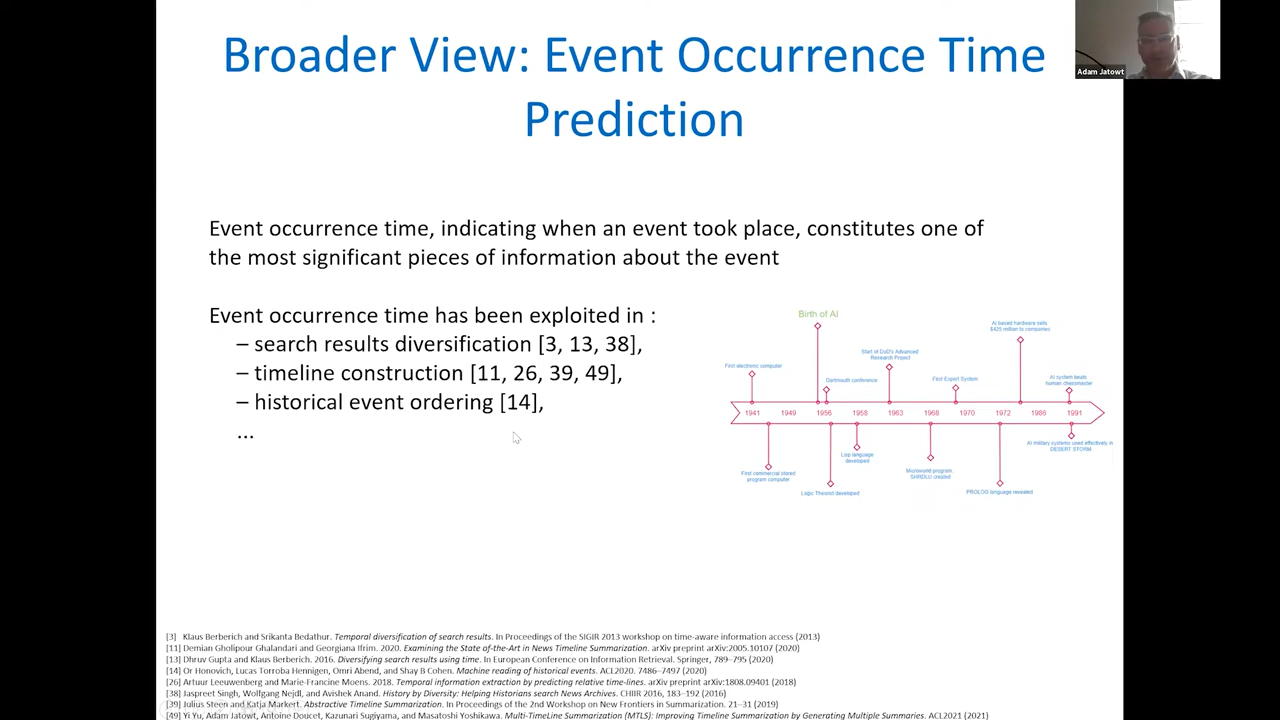 Broader View: Event Occurrence Time
Prediction
Adam Jatowt
Event occurrence time, indicating when an event took place, constitutes one of
the most significant pieces of information about the event
Event occurrence time has been exploited in :
– search results diversification [3, 13, 38],
– timeline construction [11, 26, 39, 49],
– historical event ordering [14],
...
Birth of AI
AI based hardware sells
$425 million to companies
Start of DoD's Advanced
Research Project
First electronic computer
Dartmouth conference
First Expert System
AI system beats
human chessmaster
1941 1949 1956 1958 1963 1968 1970 1972 1986 1991
AI military systems used effectively in
DESERT STORM
Lisp language
developed
First commercial stored
program computer
Microworld program,
SHRDLU created
Logic Theorist developed
PROLOG language revealed
[3] Klaus Berberich and Srikanta Bedathur. Temporal diversification of search results. In Proceedings of the SIGIR 2013 workshop on time-aware information access (2013)
[11] Demian Gholipour Ghalandari and Georgiana Ifrim. 2020. Examining the State-of-the-Art in News Timeline Summarization. arXiv preprint arXiv:2005.10107 (2020)
[13] Dhruv Gupta and Klaus Berberich. 2016. Diversifying search results using time. In European Conference on Information Retrieval. Springer, 789–795 (2020)
[14] Or Honovich, Lucas Torroba Hennigen, Omri Abend, and Shay B Cohen. Machine reading of historical events. ACL2020. 7486–7497 (2020)
[26] Artuur Leeuwenberg and Marie-Francine Moens. 2018. Temporal information extraction by predicting relative time-lines. arXiv preprint arXiv:1808.09401 (2018)
[38] Jaspreet Singh, Wolfgang Nejdl, and Avishek Anand. History by Diversity: Helping Historians search News Archives. CHIIR 2016, 183–192 (2016)
[39] Julius Steen and Katja Markert. Abstractive Timeline Summarization. In Proceedings of the 2nd Workshop on New Frontiers in Summarization. 21–31 (2019)
[49] Yi Yu, Adam Jatowt, Antoine Doucet, Kazunari Sugiyama, and Masatoshi Yoshikawa. Multi-TimeLine Summarization (MTLS): Improving Timeline Summarization by Generating Multiple Summaries. ACL2021 (2021)